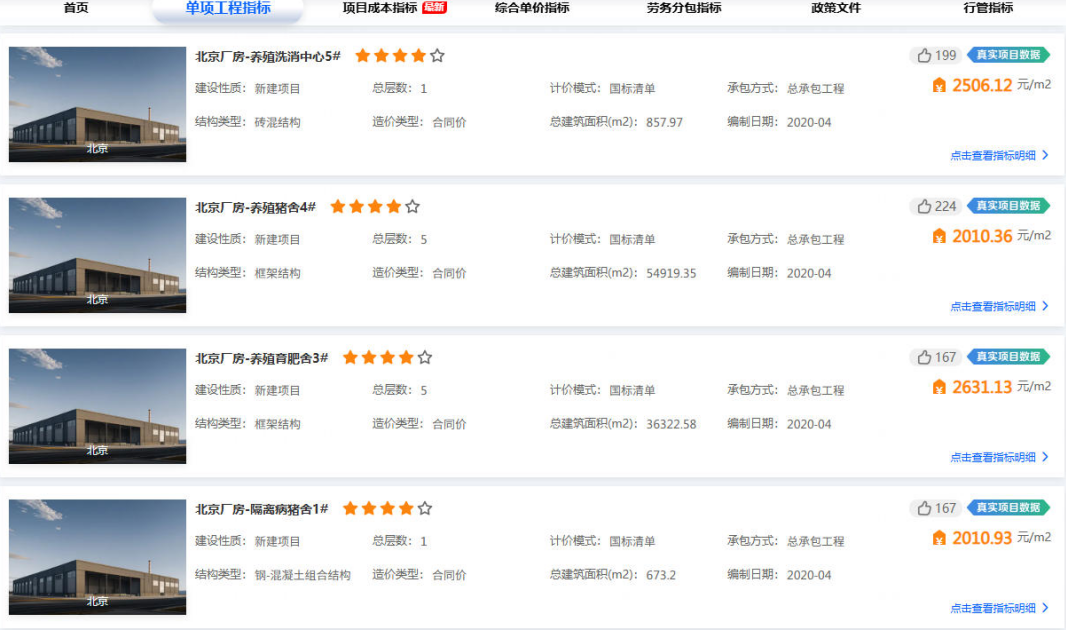 首页 单项工程指标 项目成本指标 最新 综合单价指标 劳务分包指标 政策文件 行管指标
北京厂房-养殖洗消中心5# 199 真实项目数据
建设性质： 新建项目 总层数： 1 计价模式： 国标清单 承包方式： 总承包工程 2506.12 元/m2
结构类型： 砖混结构 造价类型： 合同价 总建筑面积(m2)： 857.97 编制日期： 2020-04
北京
点击查看指标明细
北京厂房-养殖猪舍4# 224 真实项目数据
建设性质： 新建项目 总层数： 5 计价模式： 国标清单 承包方式： 总承包工程 2010.36 元/m2
结构类型： 框架结构 造价类型： 合同价 总建筑面积(m2)： 54919.35 编制日期： 2020-04
北京
点击查看指标明细
北京厂房-养殖育肥舍3# 167 真实项目数据
建设性质： 新建项目 总层数： 5 计价模式： 国标清单 承包方式： 总承包工程 2631.13 元/m2
结构类型： 框架结构 造价类型： 合同价 总建筑面积(m2)： 36322.58 编制日期： 2020-04
北京
点击查看指标明细
北京厂房-隔离病猪舍1# 167 真实项目数据
建设性质： 新建项目 总层数： 1 计价模式： 国标清单 承包方式： 总承包工程 2010.93 元/m2
结构类型： 钢-混凝土组合结构 造价类型： 合同价 总建筑面积(m2)： 673.2 编制日期： 2020-04
北京
点击查看指标明细